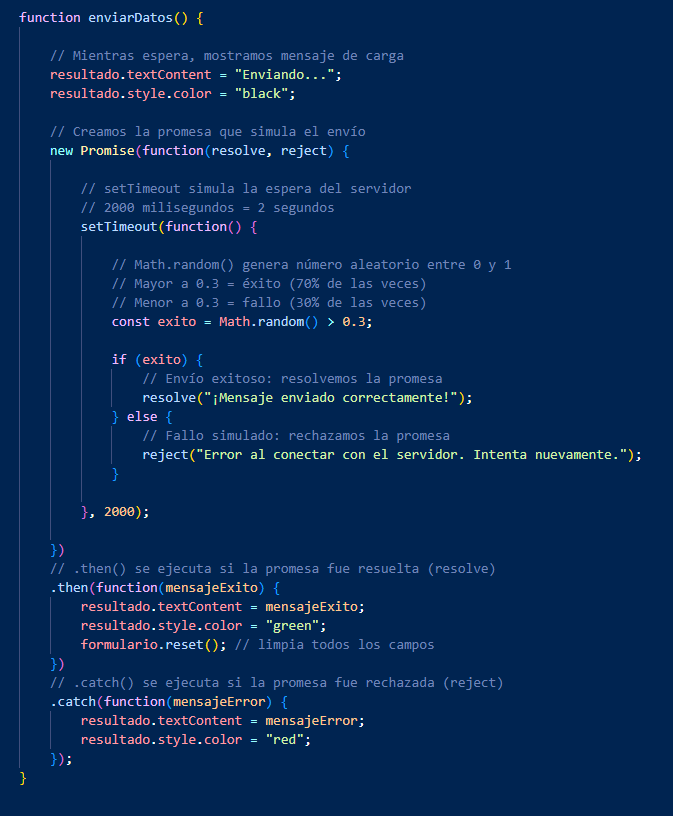 function enviarDatos() {
// Mientras espera, mostramos mensaje de carga
resultado.textContent = "Enviando...";
resultado.style.color = "black";
// Creamos la promesa que simula el envío
new Promise(function(resolve, reject) {
// setTimeout simula la espera del servidor
// 2000 milisegundos = 2 segundos
setTimeout(function() {
// Math.random() genera número aleatorio entre 0 y 1
// Mayor a 0.3 = éxito (70% de las veces)
// Menor a 0.3 = fallo (30% de las veces)
const exito = Math.random() > 0.3;
if (exito) {
// Envío exitoso: resolvemos la promesa
resolve("¡Mensaje enviado correctamente!");
} else {
// Fallo simulado: rechazamos la promesa
reject("Error al conectar con el servidor. Intenta nuevamente.");
}
}, 2000);
})
// .then() se ejecuta si la promesa fue resuelta (resolve)
.then(function(mensajeExito) {
resultado.textContent = mensajeExito;
resultado.style.color = "green";
formulario.reset(); // limpia todos los campos
})
// .catch() se ejecuta si la promesa fue rechazada (reject)
.catch(function(mensajeError) {
resultado.textContent = mensajeError;
resultado.style.color = "red";
});
}